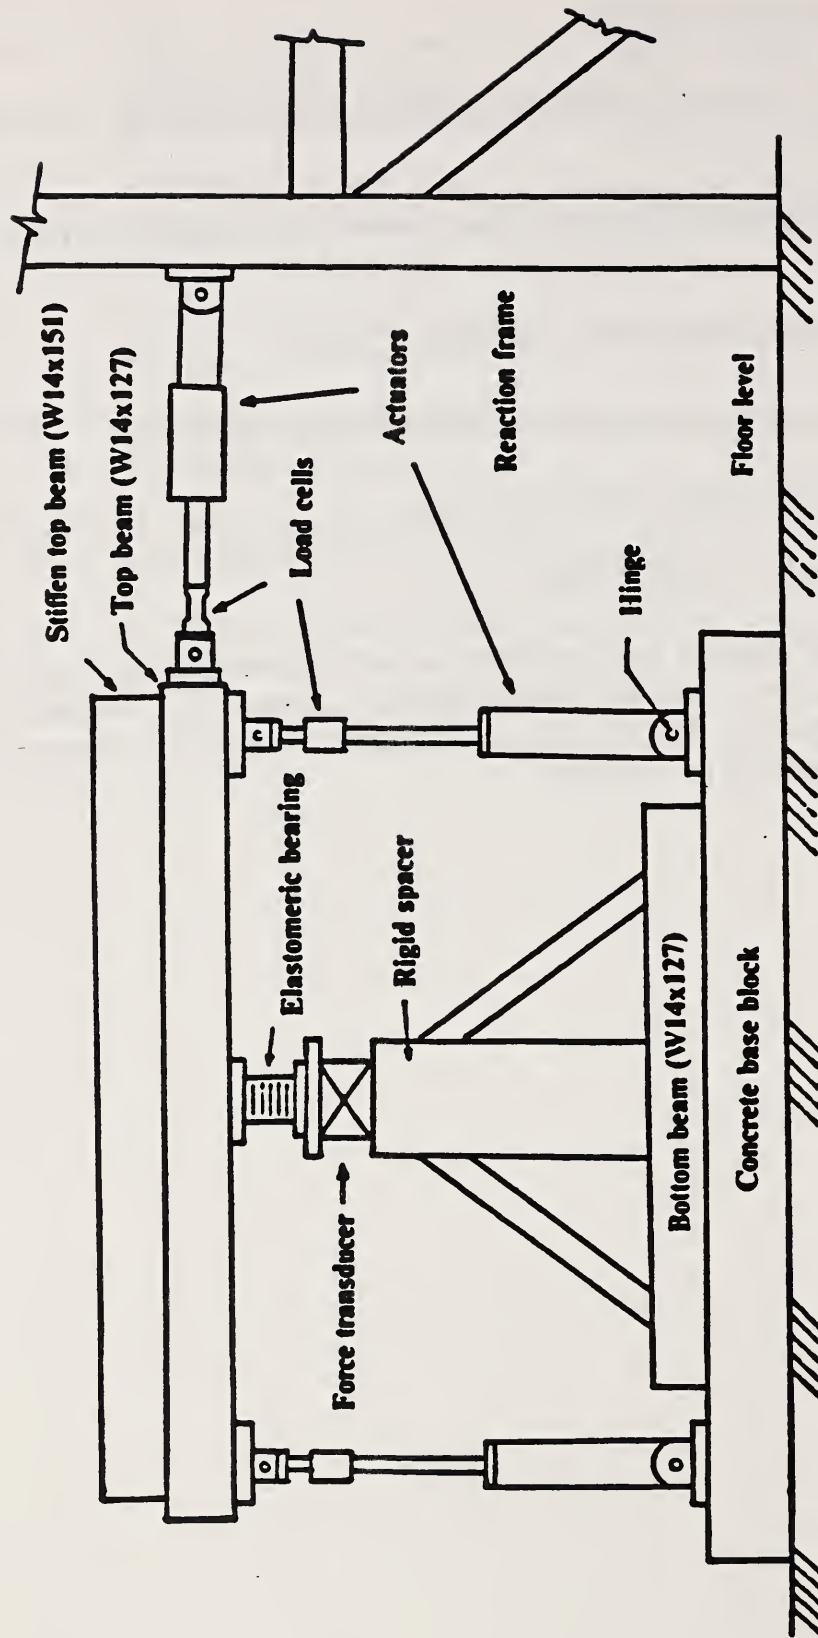 Stiffen top beam (W14x151)
Top beam (W14x127)
Load cells
Actuators
Reaction frame
Elastomeric bearing
Rigid spacer
Hinge
Floor level
Force transducer
Bottom beam (W14x127)
Concrete base block